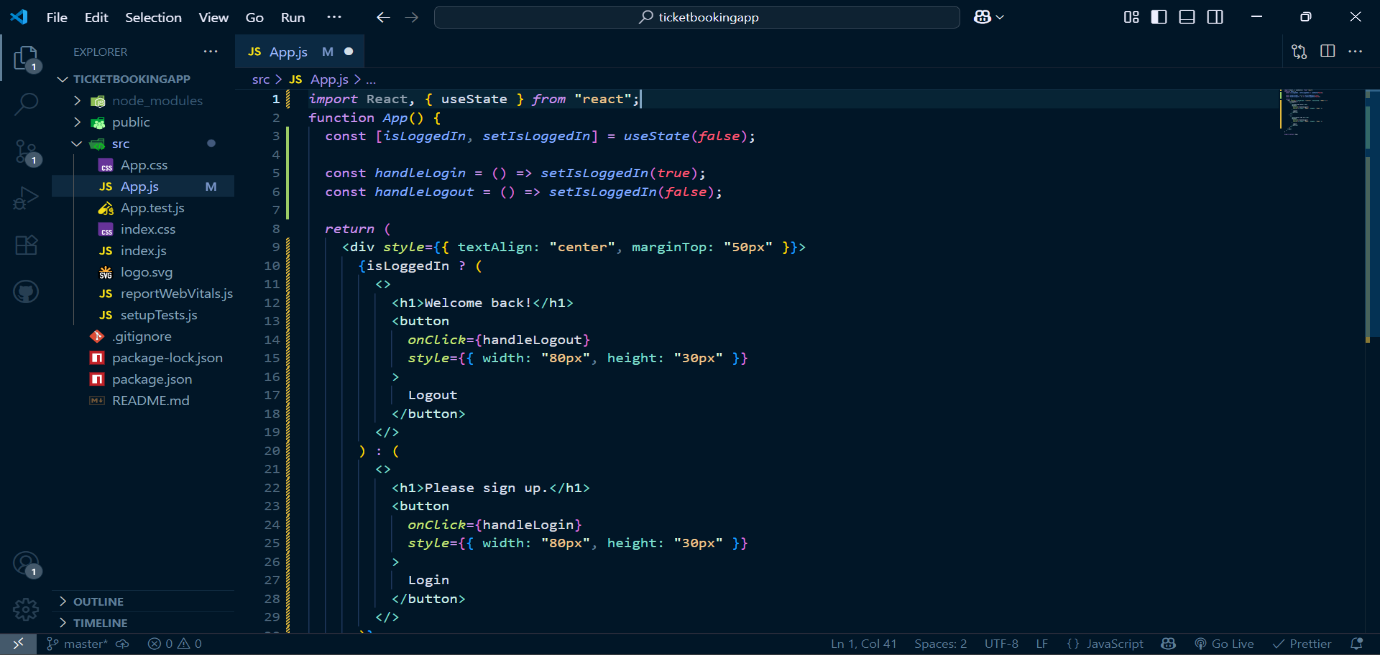 File Edit Selection View Go Run ··· ticketbookingapp
EXPLORER ···
TICKETBOOKINGAPP
node_modules
public
src
App.css
JS App.js M
App.test.js
index.css
JS index.js
logo.svg
JS reportWebVitals.js
JS setupTests.js
.gitignore
package-lock.json
package.json
README.md
OUTLINE
TIMELINE
1
1
1
JS App.js M
src > JS App.js > ...
1 import React, { useState } from "react";
2 function App() {
3 const [isLoggedIn, setIsLoggedIn] = useState(false);
4
5 const handleLogin = () => setIsLoggedIn(true);
6 const handleLogout = () => setIsLoggedIn(false);
7
8 return (
9 <div style={{ textAlign: "center", marginTop: "50px" }}>
10 {isLoggedIn ? (
11 <>
12 <h1>Welcome back!</h1>
13 <button
14 onClick={handleLogout}
15 style={{ width: "80px", height: "30px" }}
16 >
17 Logout
18 </button>
19 </>
20 ) : (
21 <>
22 <h1>Please sign up.</h1>
23 <button
24 onClick={handleLogin}
25 style={{ width: "80px", height: "30px" }}
26 >
27 Login
28 </button>
29 </>
master* 0 0 Ln 1, Col 41 Spaces: 2 UTF-8 LF {} JavaScript Go Live Prettier